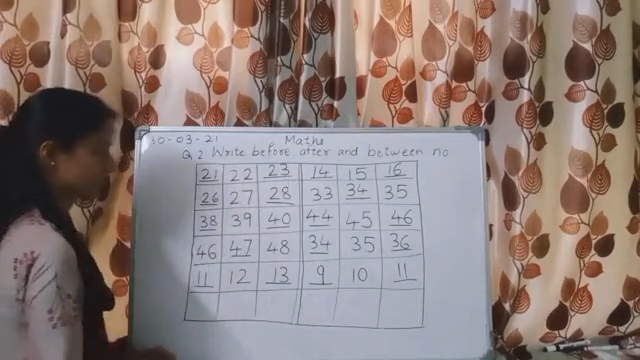 30-03-21 Maths
Q 2 Write before after and between no
21 22 23 14 15 16
26 27 28 33 34 35
38 39 40 44 45 46
46 47 48 34 35 36
11 12 13 9 10 11